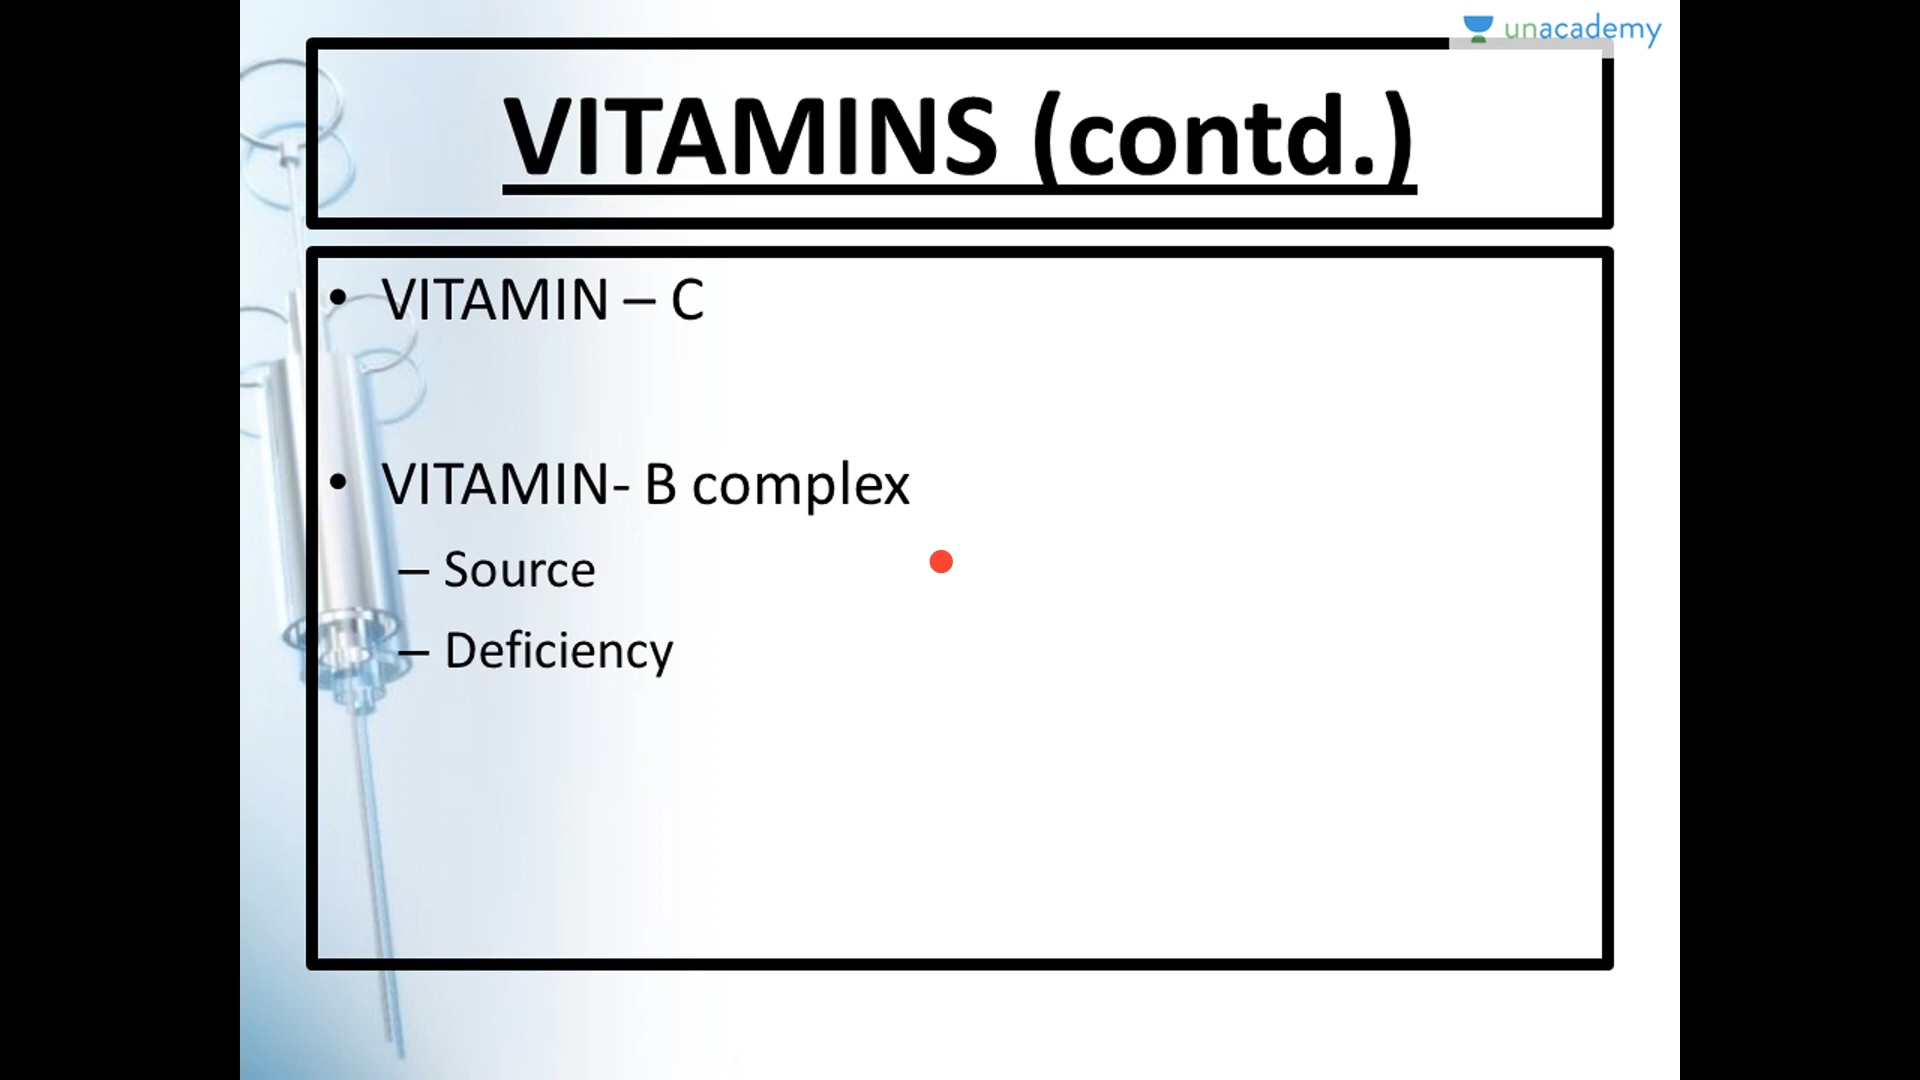 unacademy
VITAMINS (contd.)
• VITAMIN – C
• VITAMIN- B complex
– Source
– Deficiency